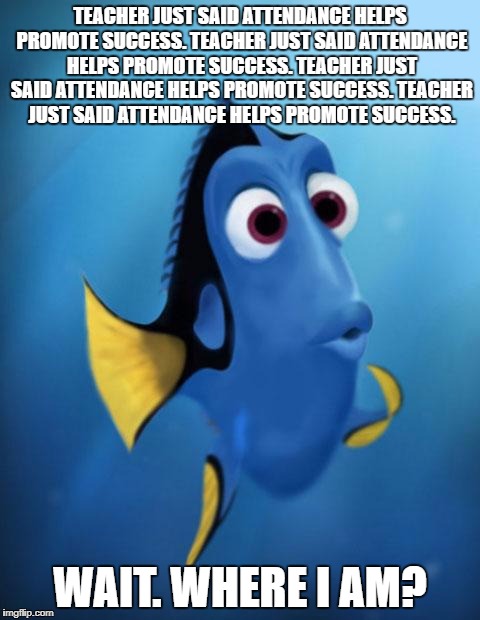 TEACHER JUST SAID ATTENDANCE HELPS
PROMOTE SUCCESS. TEACHER JUST SAID ATTENDANCE
HELPS PROMOTE SUCCESS. TEACHER JUST
SAID ATTENDANCE HELPS PROMOTE SUCCESS. TEACHER
JUST SAID ATTENDANCE HELPS PROMOTE SUCCESS.
WAIT. WHERE I AM?
imgflip.com